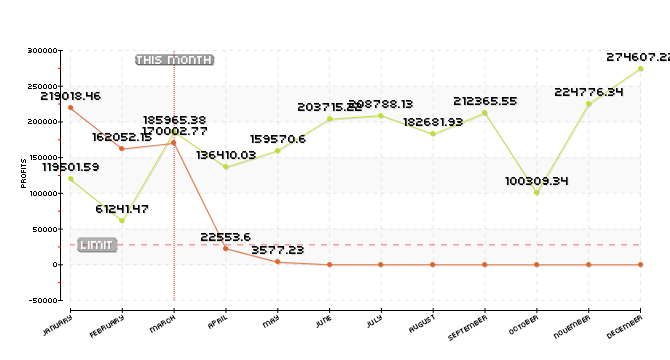 300000
THIS MONTH
274607.22
250000
219018.46
224776.34
212365.55
203715.22
208788.13
200000
185965.38
182681.93
170002.77
162052.15
159570.6
150000
136410.03
119501.59
100309.34
100000
61241.47
50000
22553.6
LIMIT
3577.23
0
-50000
PROFITS
JANUARY
FEBRUARY
MARCH
APRIL
MAY
JUNE
JULY
AUGUST
SEPTEMBER
OCTOBER
NOVEMBER
DECEMBER